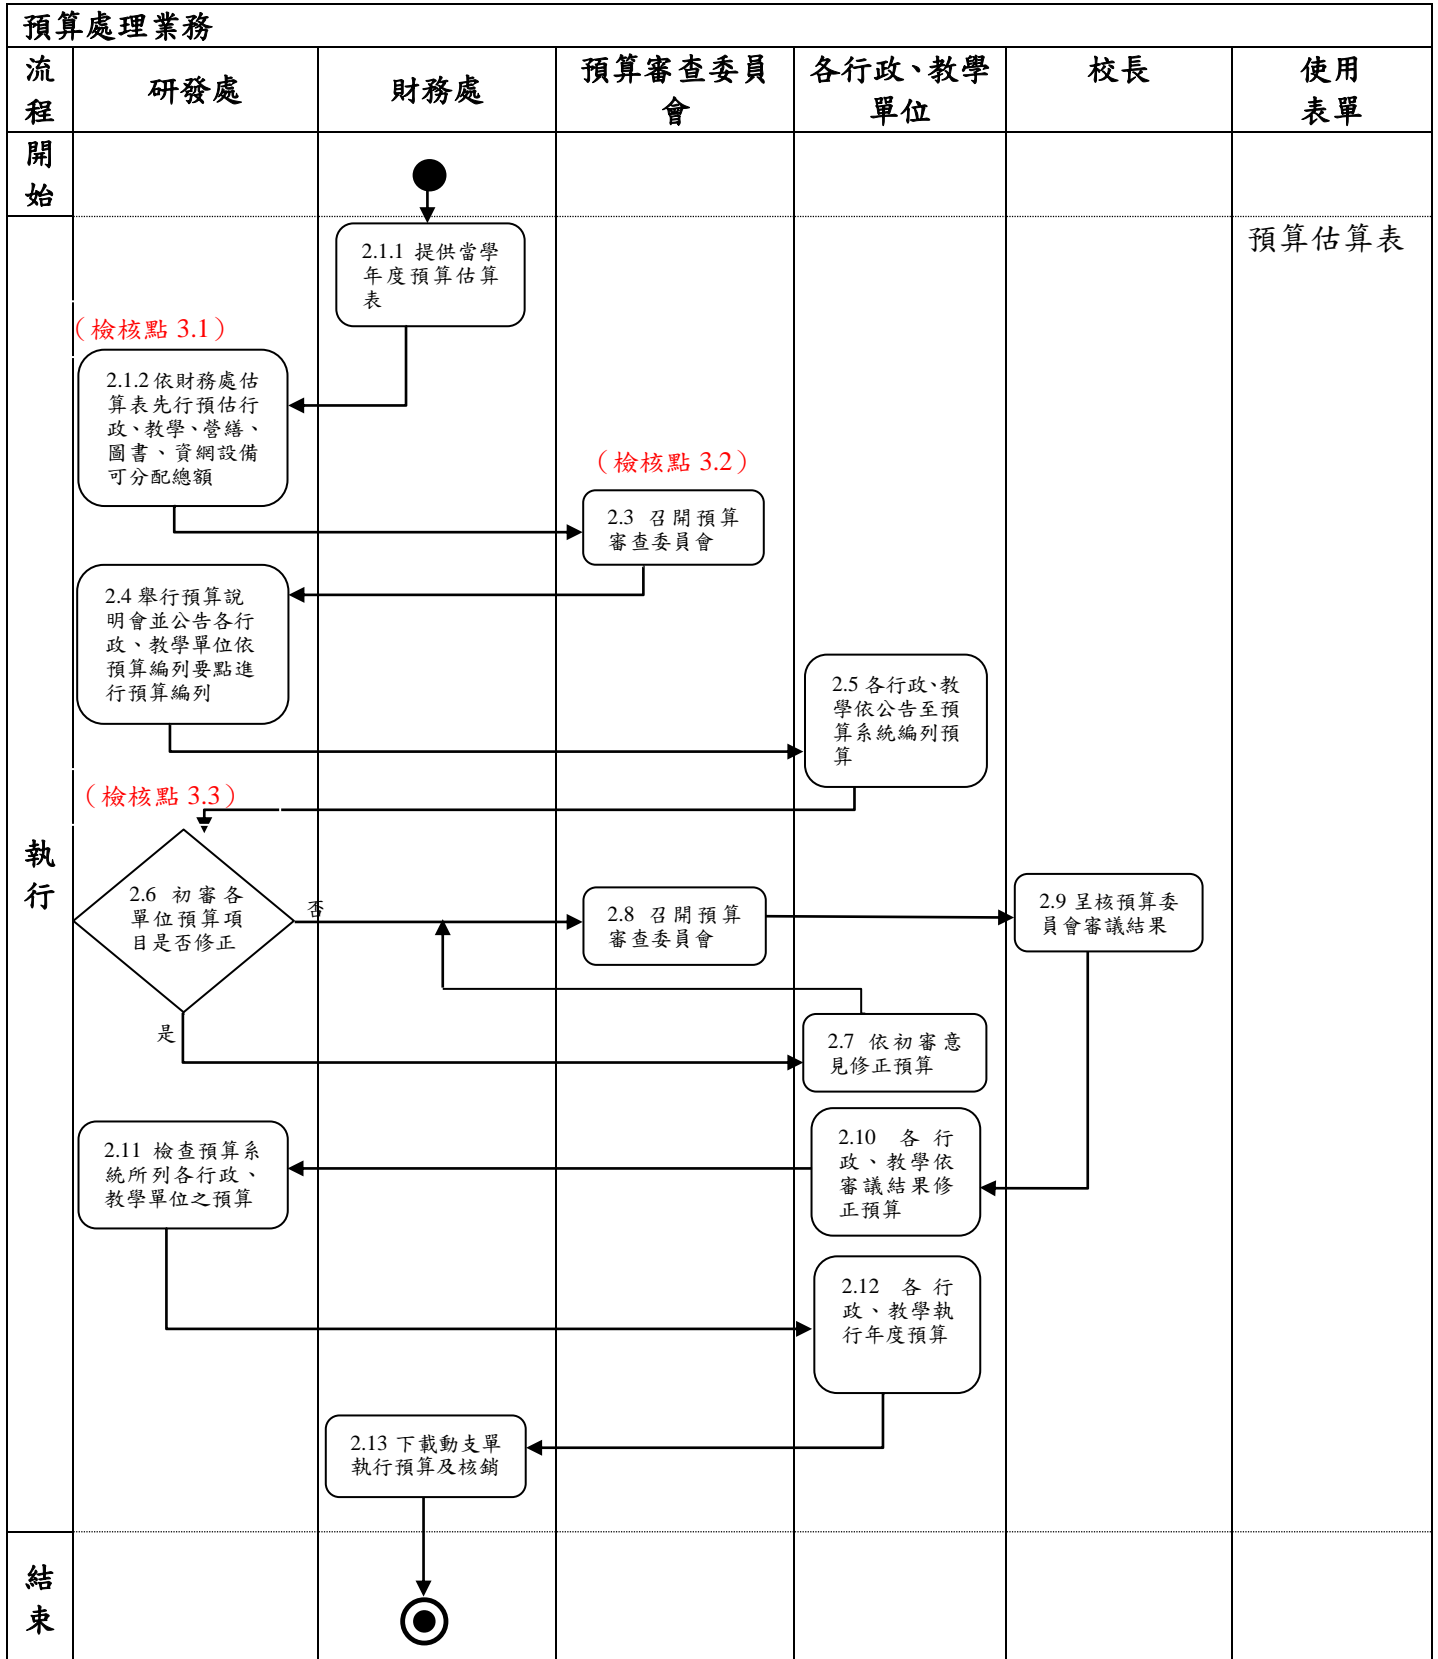 預算處理業務
流程
研發處
財務處
預算審查委員
會
各行政、教學
單位
校長
使用
表單
開始
預算估算表
2.1.1 提供當學
年度預算估算
表
（檢核點 3.1）
2.1.2 依財務處估
算表先行預估行
政、教學、營繕、
圖書、資網設備
可分配總額
（檢核點 3.2）
2.3 召開預算
審查委員會
2.4 舉行預算說
明會並公告各行
政、教學單位依
預算編列要點進
行預算編列
2.5 各行政、教
學依公告至預
算系統編列預
算
（檢核點 3.3）
執行
2.6 初審各
單位預算項
目是否修正
否
2.8 召開預算
審查委員會
2.9 呈核預算委
員會審議結果
是
2.7 依初審意
見修正預算
2.10 各行
政、教學依
審議結果修
正預算
2.11 檢查預算系
統所列各行政、
教學單位之預算
2.12 各行
政、教學執
行年度預算
2.13 下載動支單
執行預算及核銷
結束